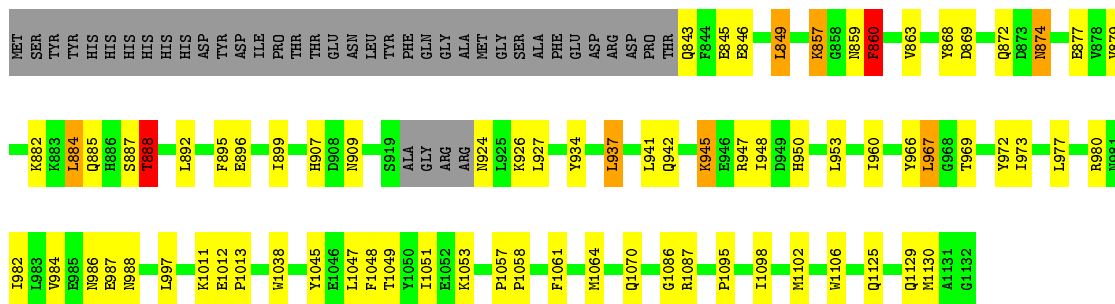 MET SER TYR TYR HIS HIS HIS HIS HIS HIS ASP TYR ASP ILE PRO THR THR GLU ASN LEU TYR PHE GLN GLY ALA MET GLY SER ALA PHE GLU ASP ARG ASP PRO THR Q843 F844 E845 E846 L849 K857 G858 N859 F860 V863 Y868 D869 Q872 D873 N874 E877 V878 V879
K882 K883 L884 Q885 H886 S887 T888 L892 F895 E896 I899 H907 D908 N909 S919 ALA GLY ARG ARG N924 L925 K926 L927 Y934 L937 L941 Q942 K945 E946 R947 I948 D949 H950 L953 I960 Y966 L967 G968 T969 Y972 I973 L977 R980 N981
I982 L983 V984 E985 N986 E987 N988 L997 K1011 E1012 P1013 W1038 Y1045 E1046 L1047 F1048 T1049 Y1050 I1051 E1052 K1053 P1057 P1058 F1061 M1064 Q1070 G1086 R1087 P1095 I1098 M1102 W1106 Q1125 Q1129 M1130 A1131 G1132